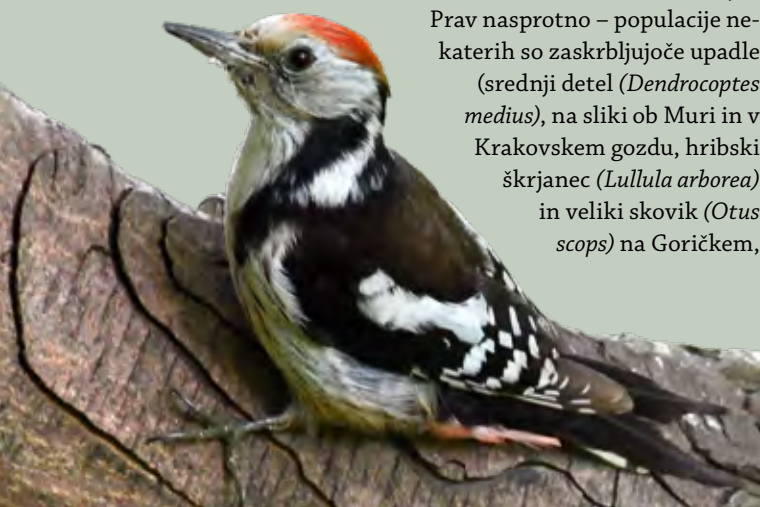 Prav nasprotno – populacije ne-
katerih so zaskrbljujoče upadle
(srednji detel (Dendrocoptes
medius), na sliki ob Muri in v
Krakovskem gozdu, hribski
škrjanec (Lullula arborea)
in veliki skovik (Otus
scops) na Goričkem,